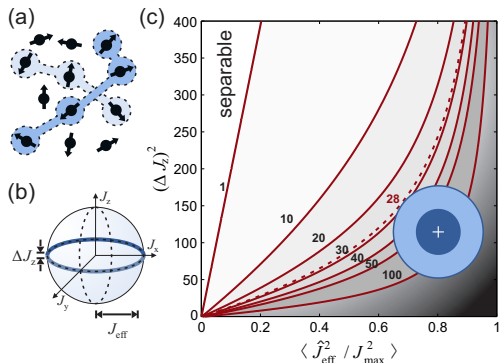 (a)
(b)
J_z
J_x
J_y
ΔJ_z
J_eff
(c)
(Δ J_z)^2
400
350
300
250
200
150
100
50
0
separable
1
10
20
28
30
40
50
100
0
0.2
0.4
0.6
0.8
1
⟨ Ĵ_eff^2 / J_max^2 ⟩